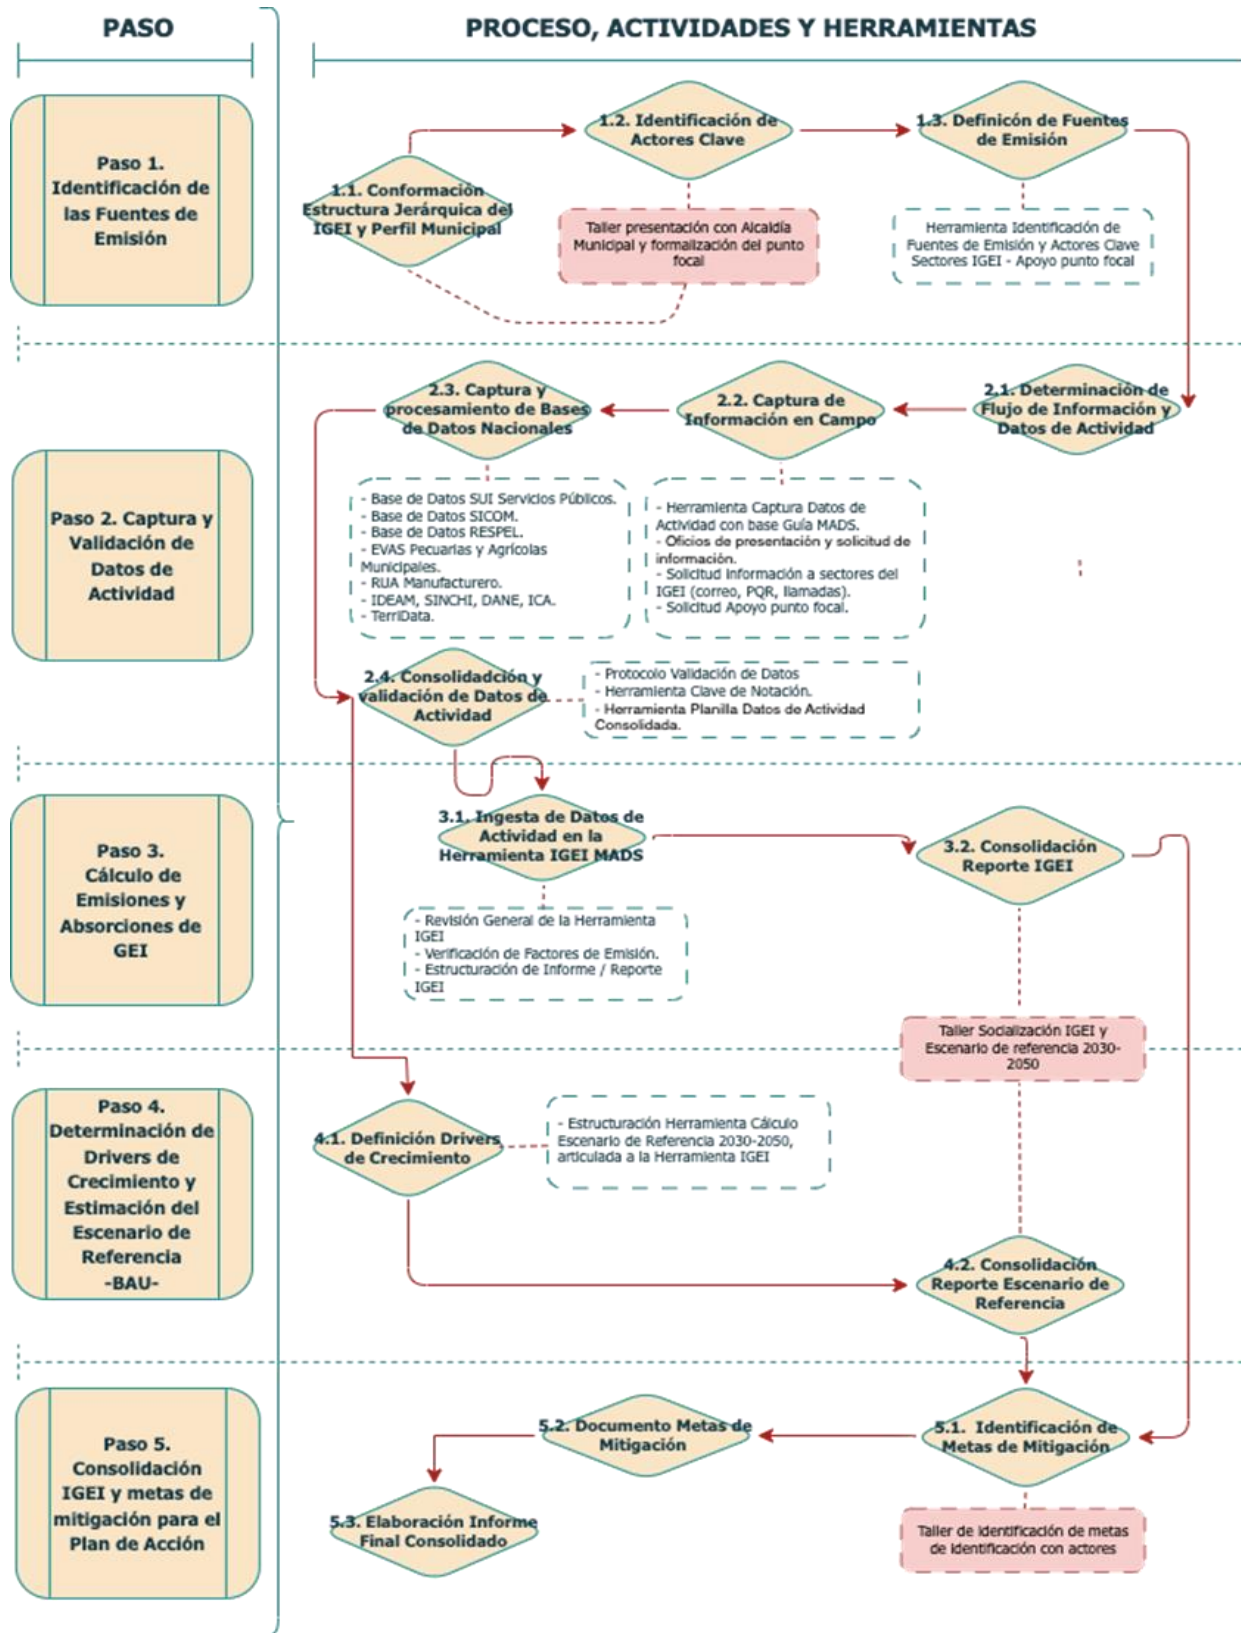 PASO
PROCESO, ACTIVIDADES Y HERRAMIENTAS
Paso 1.
Identificación de
las Fuentes de
Emisión
1.1. Conformación
Estructura Jerárquica del
IGEI y Perfil Municipal
1.2. Identificación de
Actores Clave
1.3. Definicón de Fuentes
de Emisión
Taller presentación con Alcaldía
Municipal y formalización del punto
focal
Herramienta Identificación de
Fuentes de Emisión y Actores Clave
Sectores IGEI - Apoyo punto focal
Paso 2. Captura y
Validación de
Datos de
Actividad
2.1. Determinación de
Flujo de Información y
Datos de Actividad
2.2. Captura de
Información en Campo
2.3. Captura y
procesamiento de Bases
de Datos Nacionales
- Base de Datos SUI Servicios Públicos.
- Base de Datos SICOM.
- Base de Datos RESPEL.
- EVAS Pecuarias y Agrícolas
Municipales.
- RUA Manufacturero.
- IDEAM, SINCHI, DANE, ICA.
- TerriData.
- Herramienta Captura Datos de
Actividad con base Guía MADS.
- Oficios de presentación y solicitud de
información.
- Solicitud Información a sectores del
IGEI (correo, PQR, llamadas).
- Solicitud Apoyo punto focal.
2.4. Consolidadción y
validación de Datos de
Actividad
- Protocolo Validación de Datos
- Herramienta Clave de Notación.
- Herramienta Planilla Datos de Actividad
Consolidada.
Paso 3.
Cálculo de
Emisiones y
Absorciones de
GEI
3.1. Ingesta de Datos de
Actividad en la
Herramienta IGEI MADS
3.2. Consolidación
Reporte IGEI
- Revisión General de la Herramienta
IGEI
- Verificación de Factores de Emisión.
- Estructuración de Informe / Reporte
IGEI
Taller Socialización IGEI y
Escenario de referencia 2030-
2050
Paso 4.
Determinación de
Drivers de
Crecimiento y
Estimación del
Escenario de
Referencia
-BAU-
4.1. Definición Drivers
de Crecimiento
- Estructuración Herramienta Cálculo
Escenario de Referencia 2030-2050,
articulada a la Herramienta IGEI
4.2. Consolidación
Reporte Escenario de
Referencia
Paso 5.
Consolidación
IGEI y metas de
mitigación para el
Plan de Acción
5.1. Identificación de
Metas de Mitigación
5.2. Documento Metas de
Mitigación
5.3. Elaboración Informe
Final Consolidado
Taller de identificación de metas
de identificación con actores